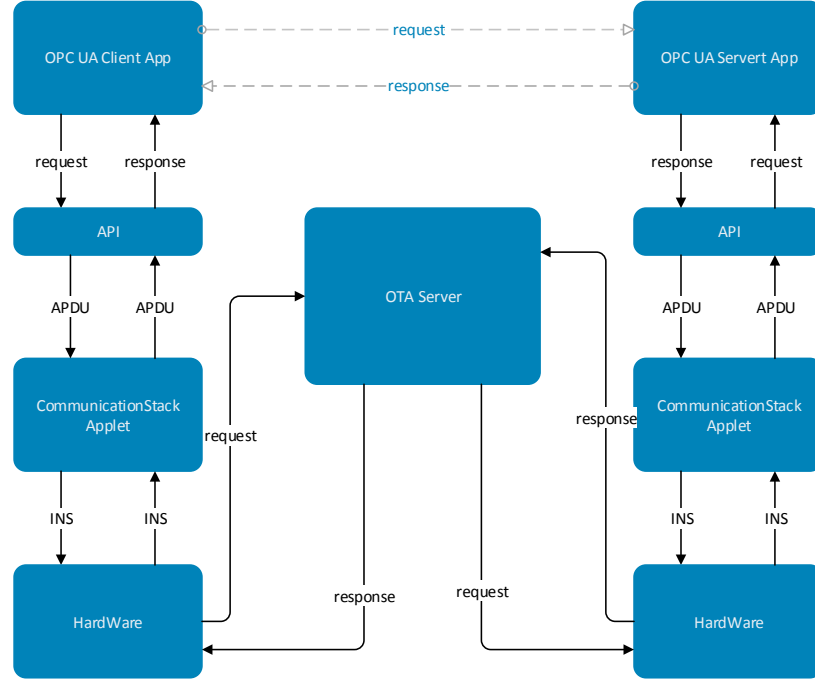 request
OPC UA Client App
OPC UA Servert App
response
request
response
response
request
API
API
OTA Server
APDU
APDU
APDU
APDU
CommunicationStack
Applet
CommunicationStack
Applet
request
response
INS
INS
INS
INS
response
request
HardWare
HardWare